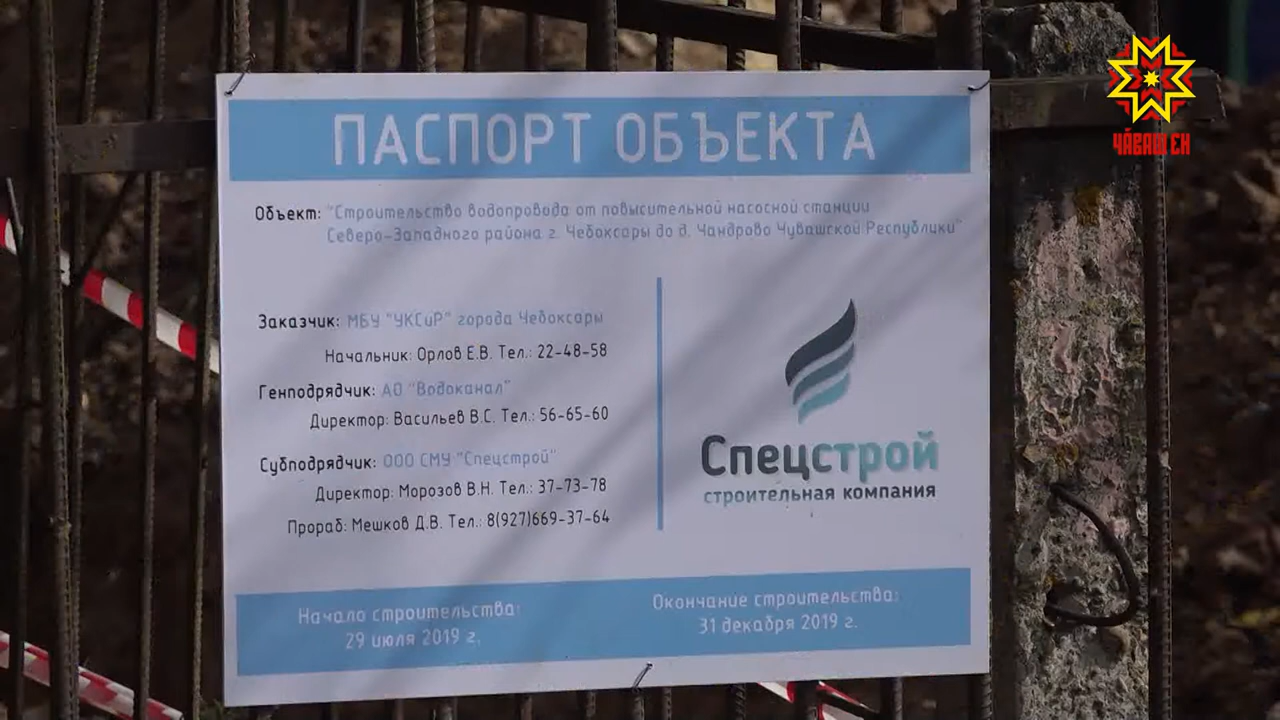 ПАСПОРТ ОБЪЕКТА
Объект: "Строительство водопровода от повысительной насосной станции
Северо-Западного района г. Чебоксары до д. Чандрово Чувашской Республики"
Заказчик: МБУ "УКСиР" города Чебоксары
Начальник: Орлов Е.В. Тел.: 22-48-58
Генподрядчик: АО "Водоканал"
Директор: Васильев В.С. Тел.: 56-65-60
Субподрядчик: ООО СМУ "Спецстрой"
Директор: Морозов В.Н. Тел.: 37-73-78
Прораб: Мешков Д.В. Тел.: 8(927)669-37-64
Спецстрой
строительная компания
Начало строительства:
29 июля 2019 г.
Окончание строительства:
31 декабря 2019 г.
ЧӐВАШ ЕН